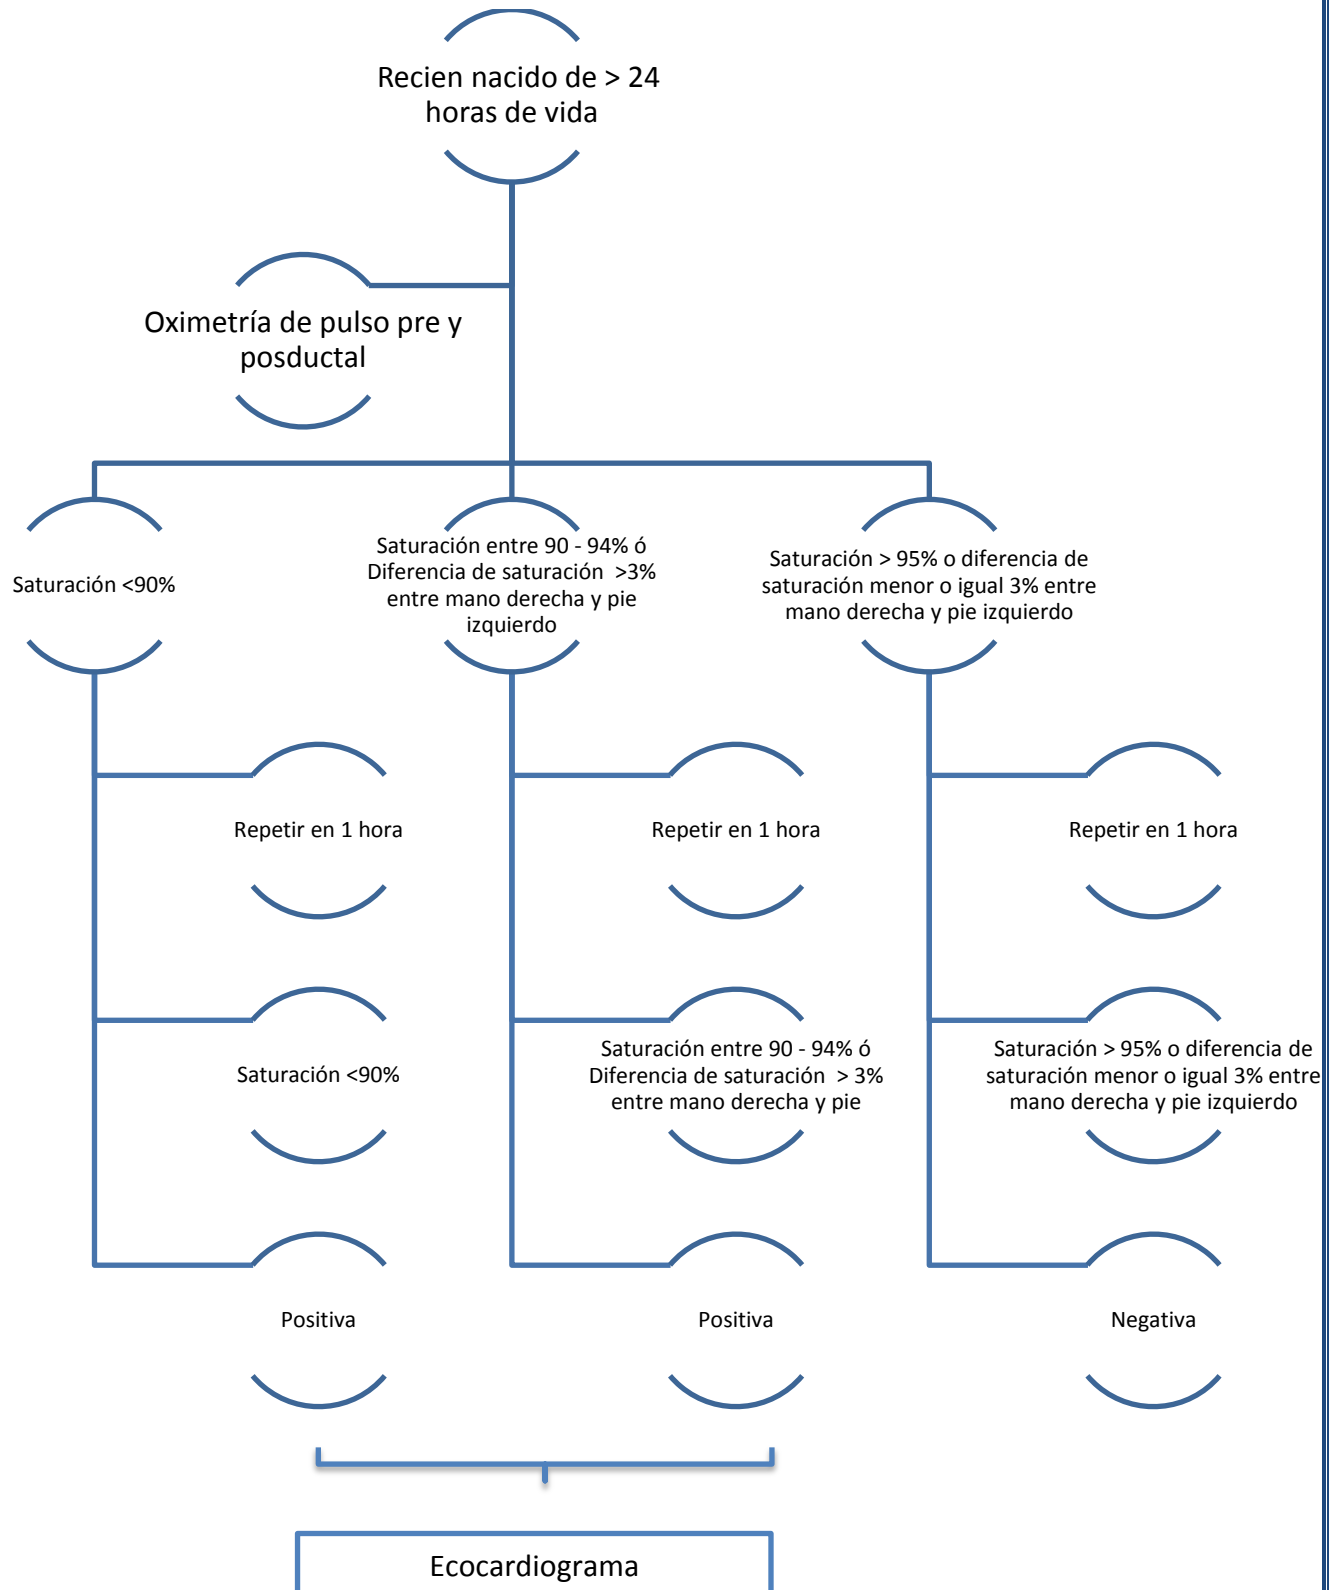 Recien nacido de > 24
horas de vida
Oximetría de pulso pre y
posductal
Saturación <90%
Saturación entre 90 - 94% ó
Diferencia de saturación >3%
entre mano derecha y pie
izquierdo
Saturación > 95% o diferencia de
saturación menor o igual 3% entre
mano derecha y pie izquierdo
Repetir en 1 hora
Repetir en 1 hora
Repetir en 1 hora
Saturación <90%
Saturación entre 90 - 94% ó
Diferencia de saturación > 3%
entre mano derecha y pie
Saturación > 95% o diferencia de
saturación menor o igual 3% entre
mano derecha y pie izquierdo
Positiva
Positiva
Negativa
Ecocardiograma